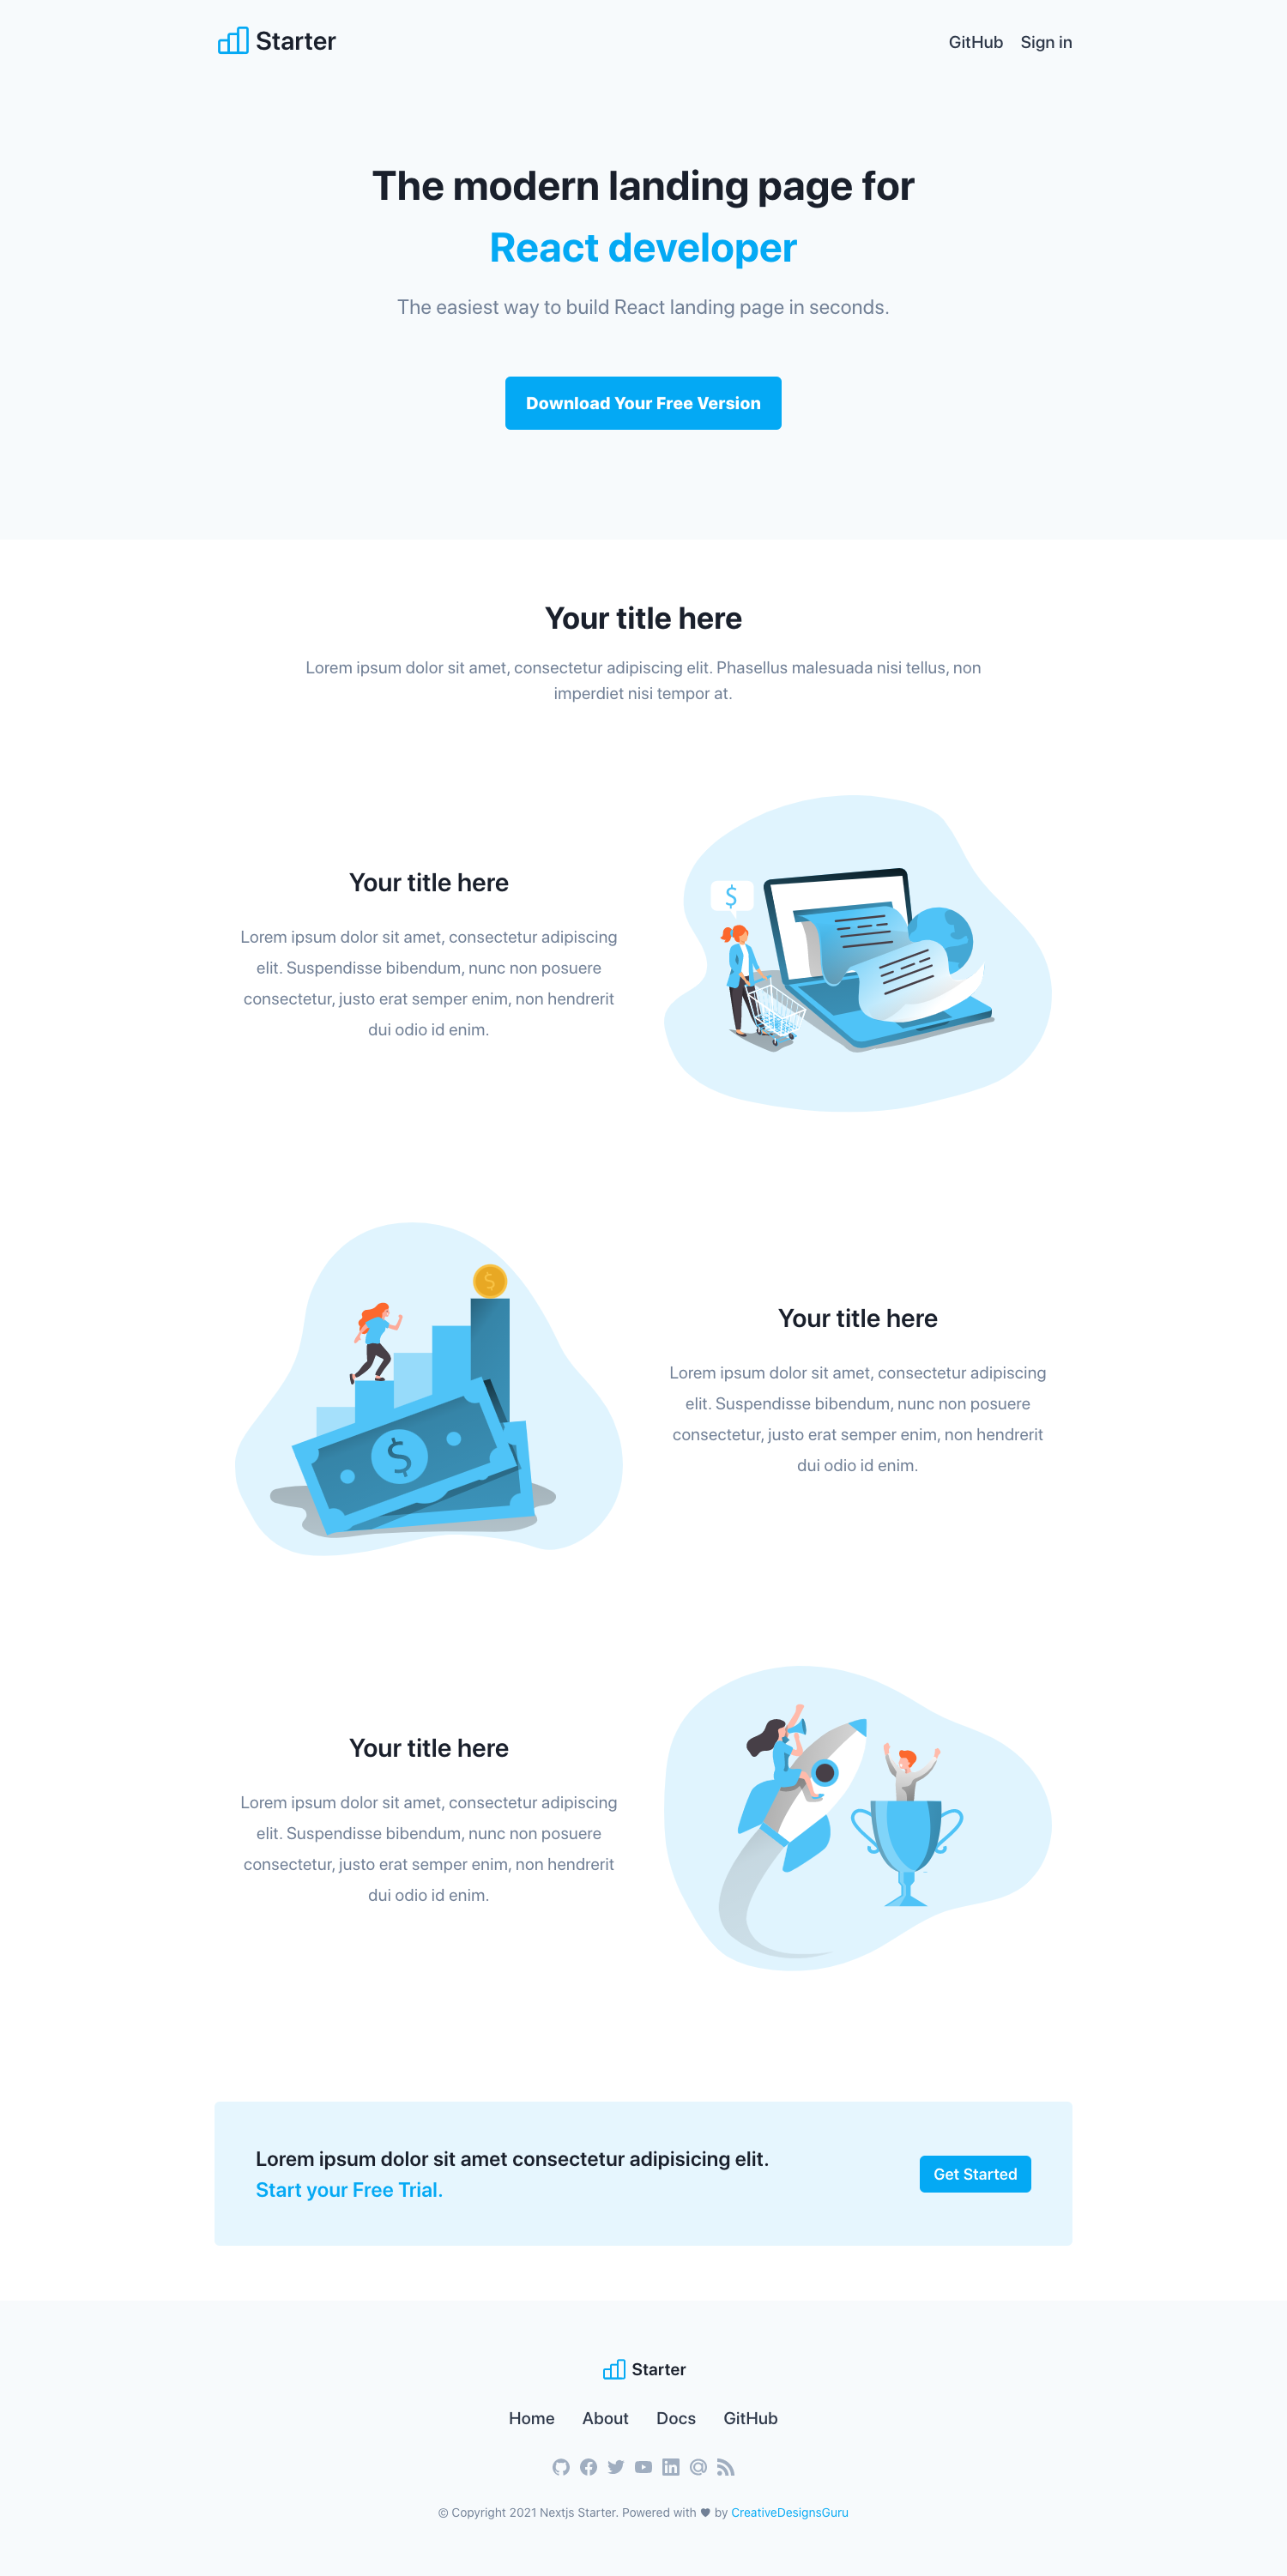 Starter
GitHub Sign in
The modern landing page for
React developer
The easiest way to build React landing page in seconds.
Download Your Free Version
Your title here
Lorem ipsum dolor sit amet, consectetur adipiscing elit. Phasellus malesuada nisi tellus, non
imperdiet nisi tempor at.
Your title here
Lorem ipsum dolor sit amet, consectetur adipiscing
elit. Suspendisse bibendum, nunc non posuere
consectetur, justo erat semper enim, non hendrerit
dui odio id enim.
$
$
$
Your title here
Lorem ipsum dolor sit amet, consectetur adipiscing
elit. Suspendisse bibendum, nunc non posuere
consectetur, justo erat semper enim, non hendrerit
dui odio id enim.
Your title here
Lorem ipsum dolor sit amet, consectetur adipiscing
elit. Suspendisse bibendum, nunc non posuere
consectetur, justo erat semper enim, non hendrerit
dui odio id enim.
Lorem ipsum dolor sit amet consectetur adipisicing elit.
Start your Free Trial.
Get Started
Starter
Home About Docs GitHub
© Copyright 2021 Nextjs Starter. Powered with ♥ by CreativeDesignsGuru